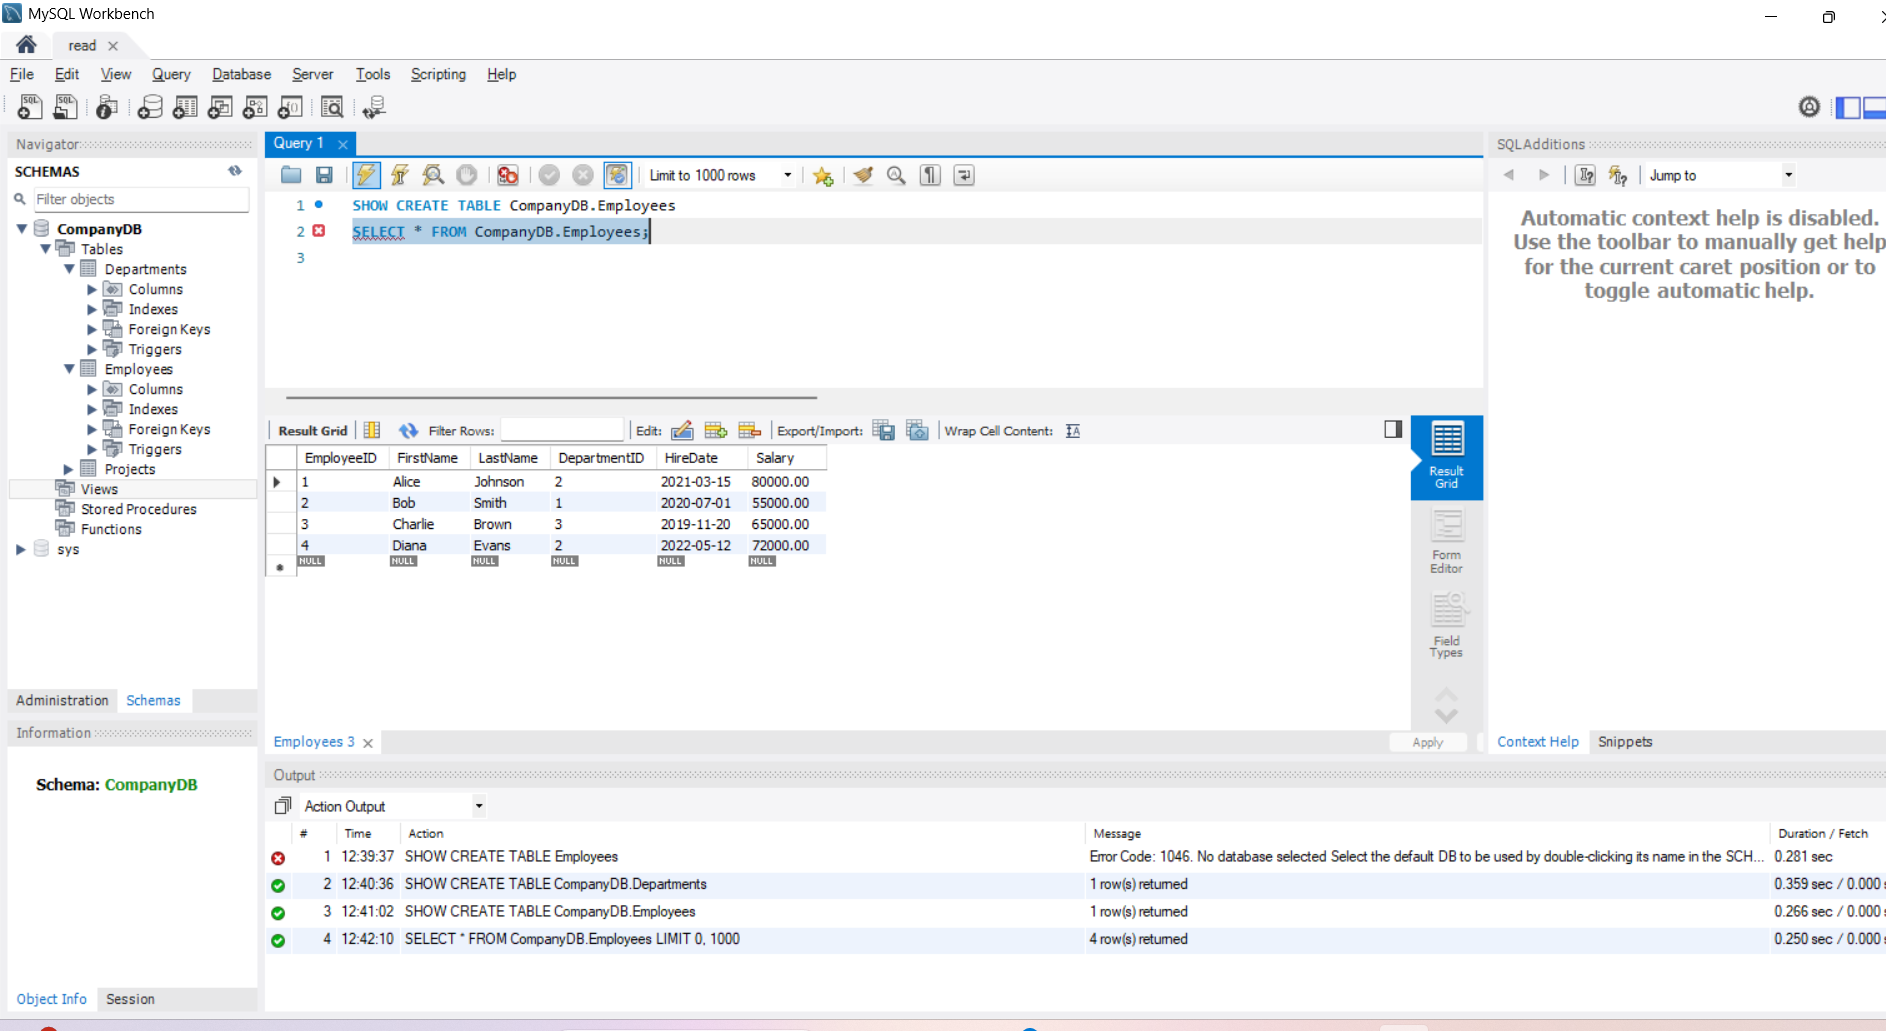 MySQL Workbench
read
File Edit View Query Database Server Tools Scripting Help
Navigator
SCHEMAS
Filter objects
CompanyDB
Tables
Departments
Columns
Indexes
Foreign Keys
Triggers
Employees
Columns
Indexes
Foreign Keys
Triggers
Projects
Views
Stored Procedures
Functions
sys
Administration Schemas
Information
Schema: CompanyDB
Object Info Session
Query 1
Limit to 1000 rows
1 SHOW CREATE TABLE CompanyDB.Employees
2 SELECT * FROM CompanyDB.Employees;
3
Result Grid Filter Rows: Edit: Export/Import: Wrap Cell Content:
EmployeeID FirstName LastName DepartmentID HireDate Salary
1 Alice Johnson 2 2021-03-15 80000.00
2 Bob Smith 1 2020-07-01 55000.00
3 Charlie Brown 3 2019-11-20 65000.00
4 Diana Evans 2 2022-05-12 72000.00
NULL NULL NULL NULL NULL NULL
Result
Grid
Form
Editor
Field
Types
Employees 3
Apply
SQLAdditions
Jump to
Automatic context help is disabled.
Use the toolbar to manually get help
for the current caret position or to
toggle automatic help.
Context Help Snippets
Output
Action Output
# Time Action Message Duration / Fetch
1 12:39:37 SHOW CREATE TABLE Employees Error Code: 1046. No database selected Select the default DB to be used by double-clicking its name in the SCH... 0.281 sec
2 12:40:36 SHOW CREATE TABLE CompanyDB.Departments 1 row(s) returned 0.359 sec / 0.000
3 12:41:02 SHOW CREATE TABLE CompanyDB.Employees 1 row(s) returned 0.266 sec / 0.000
4 12:42:10 SELECT * FROM CompanyDB.Employees LIMIT 0, 1000 4 row(s) returned 0.250 sec / 0.000